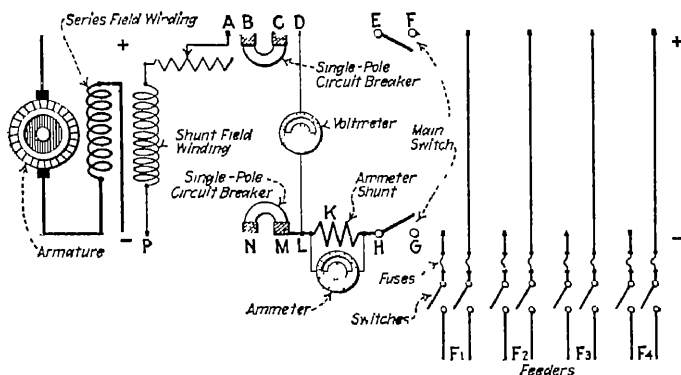 Series Field Winding
+
A B C D
E F
+
Single-Pole
Circuit Breaker
Voltmeter
Main
Switch
Shunt Field
Winding
Single-Pole
Circuit Breaker
Ammeter
Shunt
K
- P
N M L
H G
-
Armature
Ammeter
Fuses
Switches
F1 F2 F3 F4
Feeders